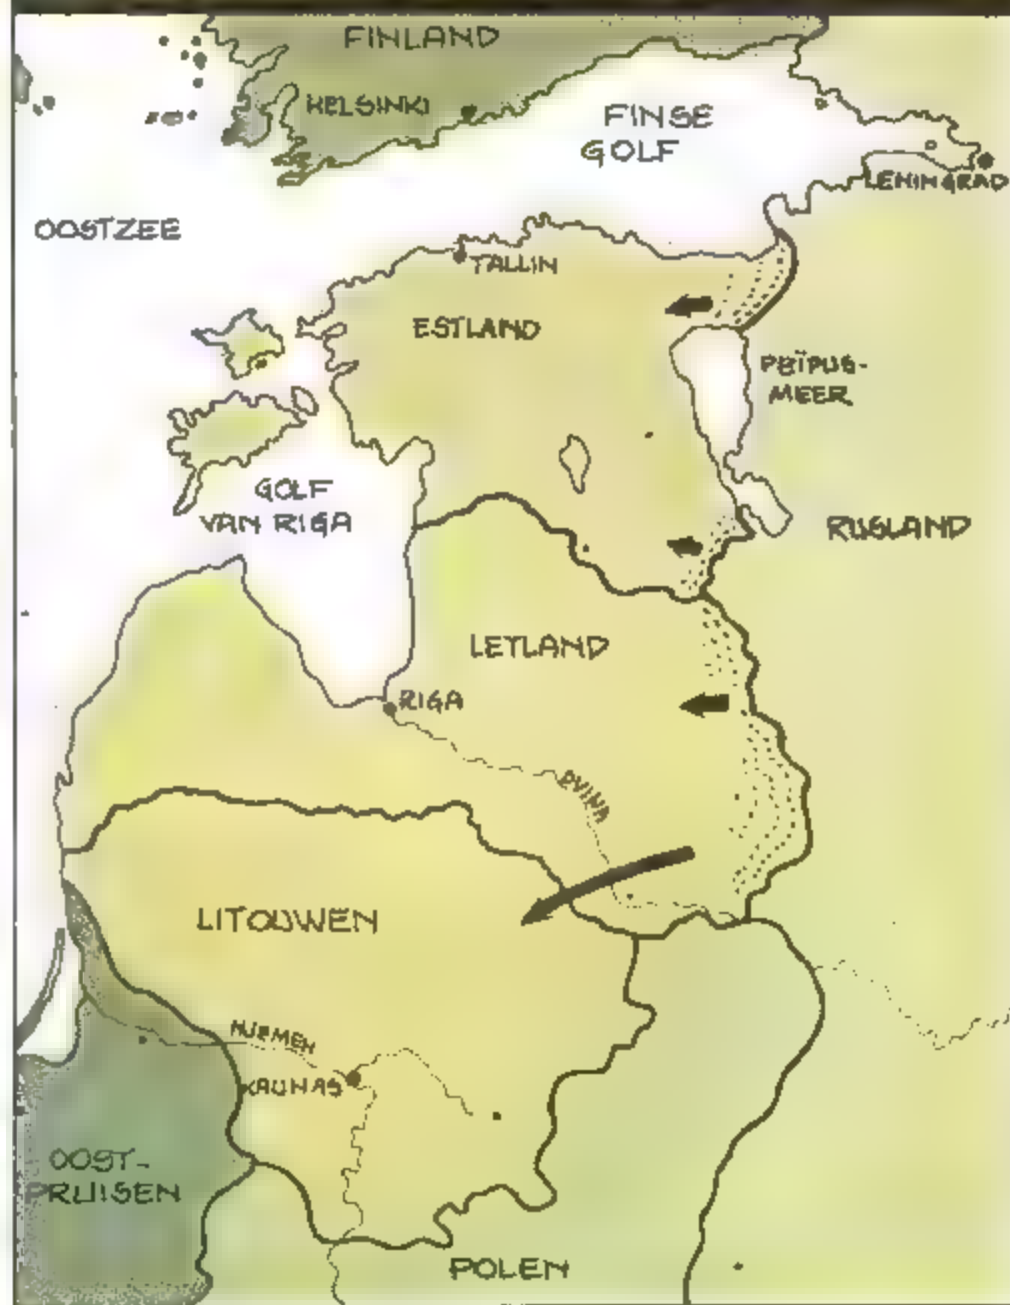 FINLAND
HELSINKI
FINSE
GOLF
LENINGRAD
OOSTZEE
TALLIN
ESTLAND
PEÏPUS-
MEER
GOLF
VAN RIGA
RUSLAND
LETLAND
RIGA
DVINA
LITOUWEN
NJEMEN
KAUNAS
OOST-
PRUISEN
POLEN